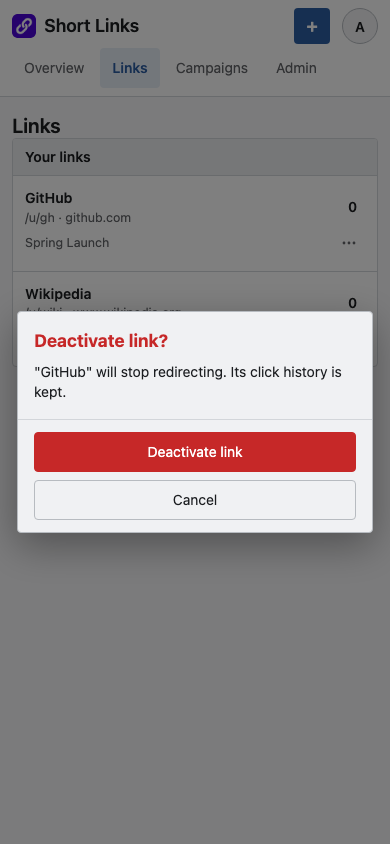 Short Links
+
A
Overview
Links
Campaigns
Admin
Links
Your links
GitHub
0
/u/gh · github.com
Spring Launch
Wikipedia
0
Deactivate link?
"GitHub" will stop redirecting. Its click history is
kept.
Deactivate link
Cancel